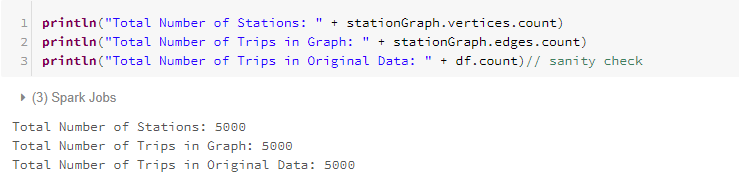 1 println("Total Number of Stations: " + stationGraph.vertices.count)
2 println("Total Number of Trips in Graph: " + stationGraph.edges.count)
3 println("Total Number of Trips in Original Data: " + df.count)// sanity check
(3) Spark Jobs
Total Number of Stations: 5000
Total Number of Trips in Graph: 5000
Total Number of Trips in Original Data: 5000